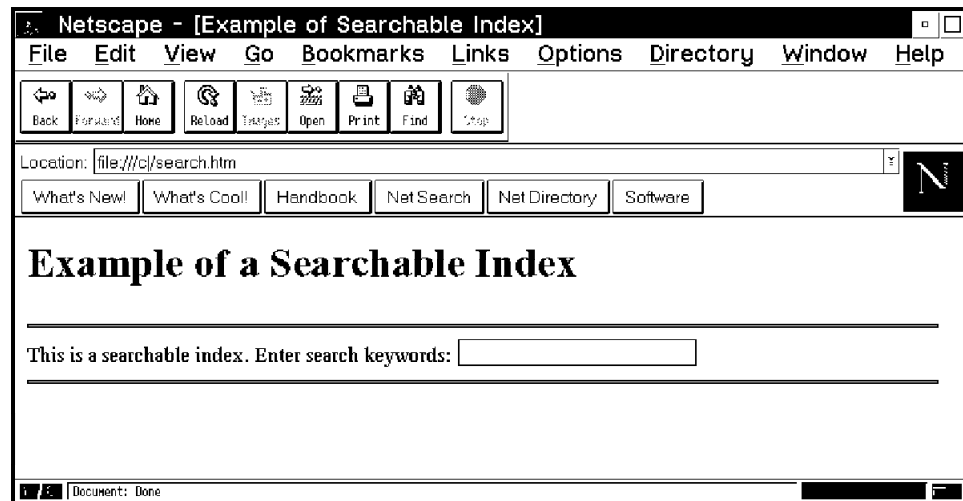 Netscape - [Example of Searchable Index]
File Edit View Go Bookmarks Links Options Directory Window Help
Back Forward Home Reload Images Open Print Find Stop
Location: file:///c|/search.htm
N
What's New! What's Cool! Handbook Net Search Net Directory Software
Example of a Searchable Index
This is a searchable index. Enter search keywords:
Document: Done